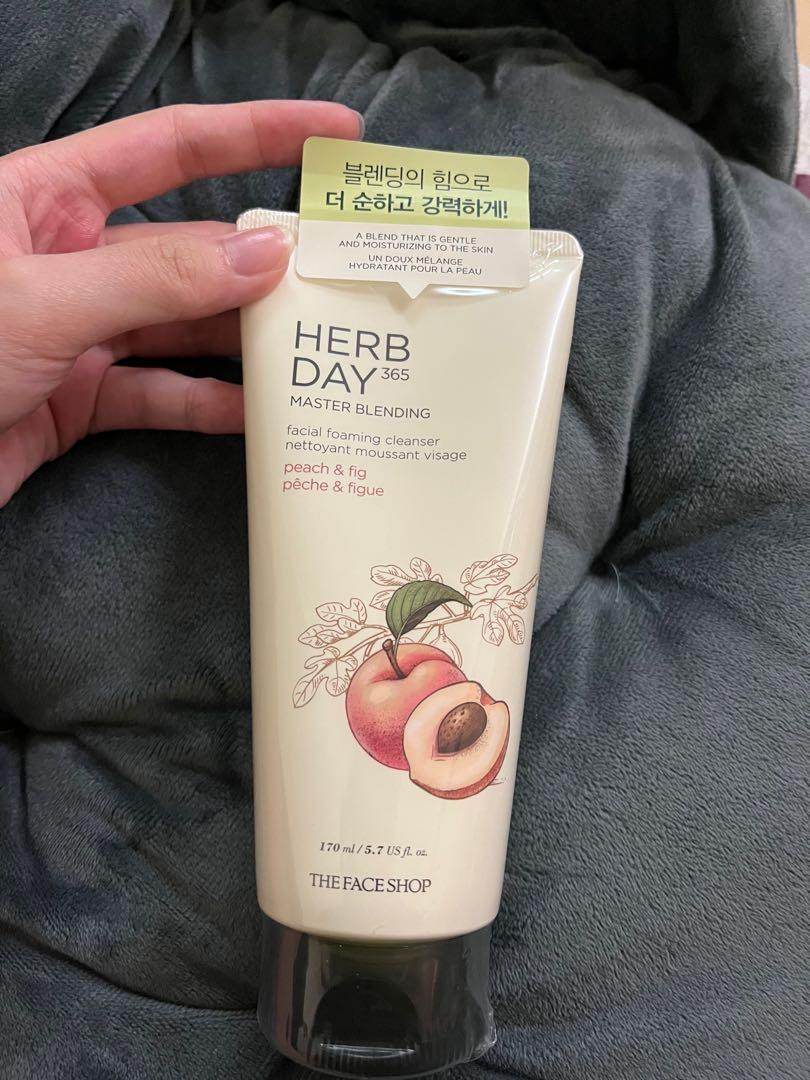 블렌딩의 힘으로
더 순하고 강력하게!
A BLEND THAT IS GENTLE
AND MOISTURIZING TO THE SKIN
UN DOUX MÉLANGE
HYDRATANT POUR LA PEAU
HERB
DAY 365
MASTER BLENDING
facial foaming cleanser
nettoyant moussant visage
peach & fig
pêche & figue
170 ml / 5.7 US fl. oz.
THE FACE SHOP